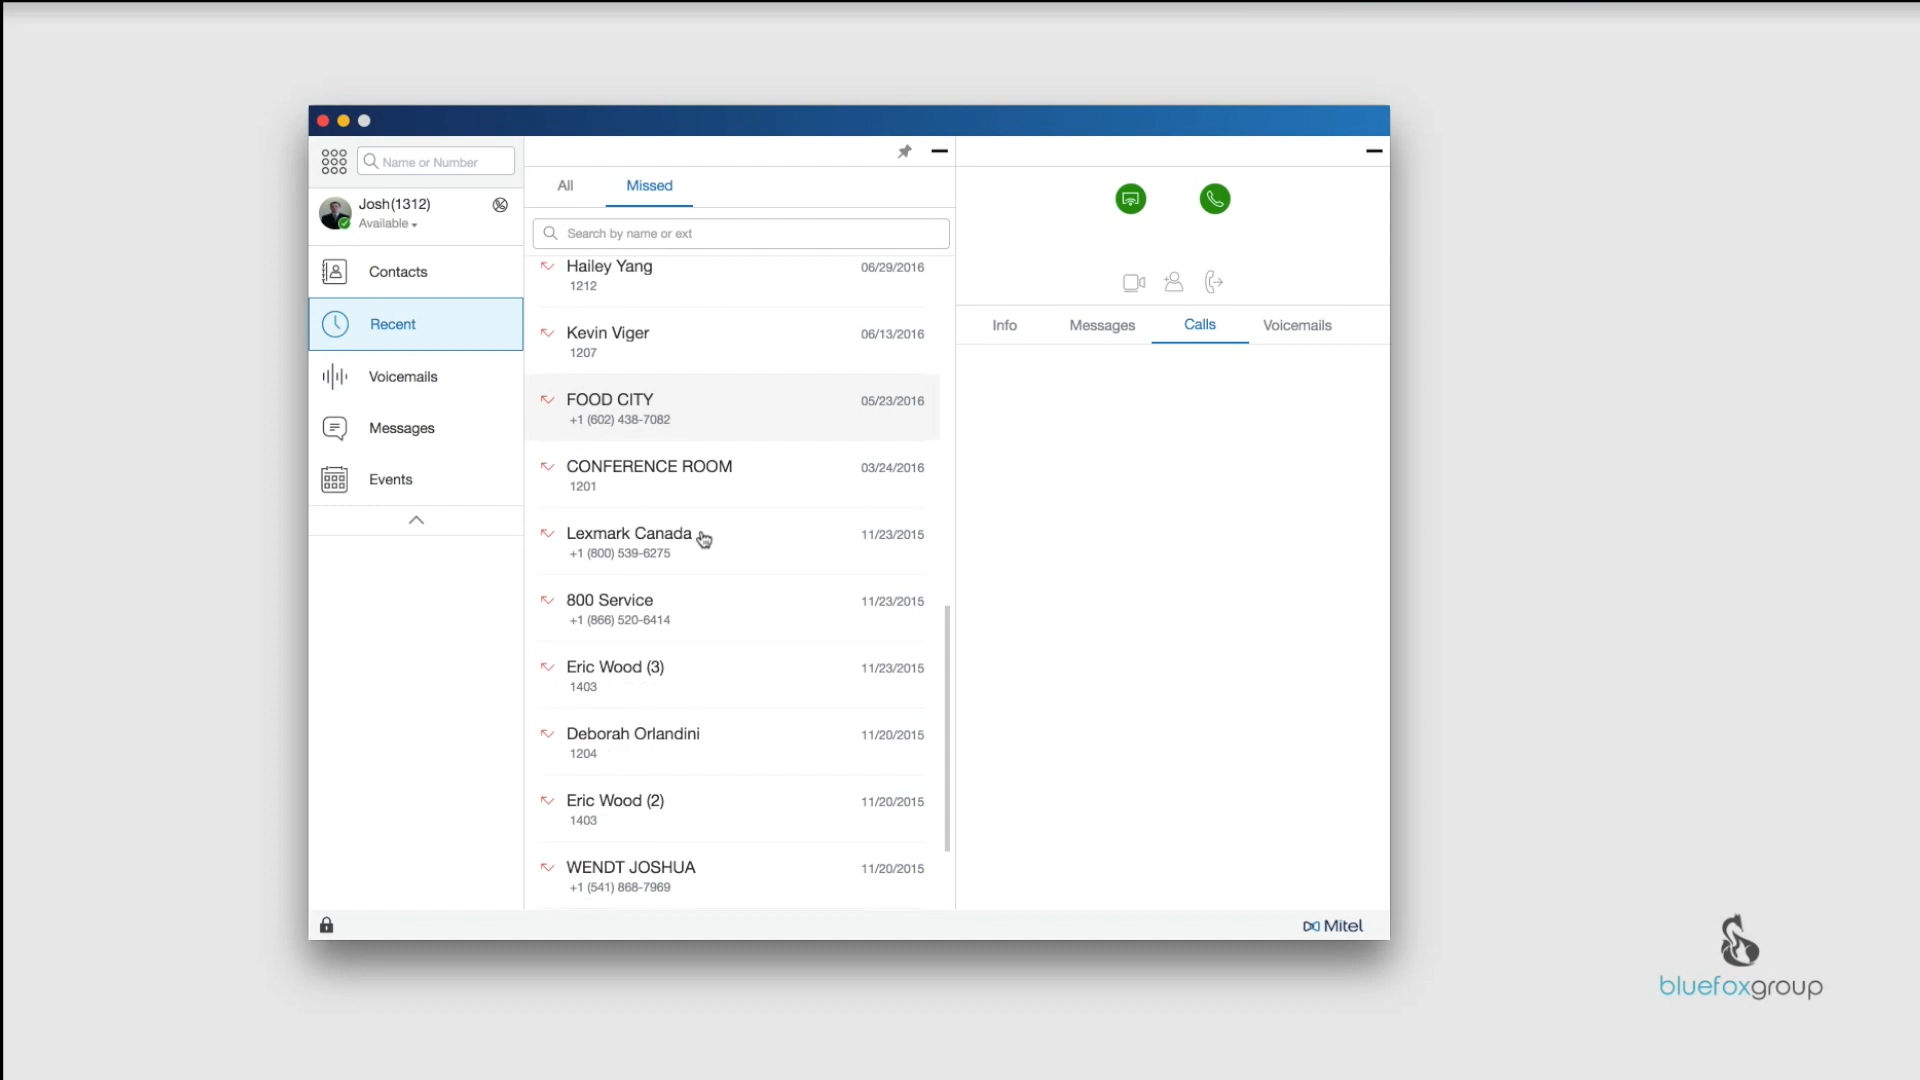 Name or Number
Josh(1312)
Available
Contacts
Recent
Voicemails
Messages
Events
All
Missed
Search by name or ext
Hailey Yang
06/29/2016
1212
Kevin Viger
06/13/2016
1207
FOOD CITY
05/23/2016
+1 (602) 438-7082
CONFERENCE ROOM
03/24/2016
1201
Lexmark Canada
11/23/2015
+1 (800) 539-6275
800 Service
11/23/2015
+1 (866) 520-6414
Eric Wood (3)
11/23/2015
1403
Deborah Orlandini
11/20/2015
1204
Eric Wood (2)
11/20/2015
1403
WENDT JOSHUA
11/20/2015
+1 (541) 868-7969
Info
Messages
Calls
Voicemails
Mitel
bluefoxgroup